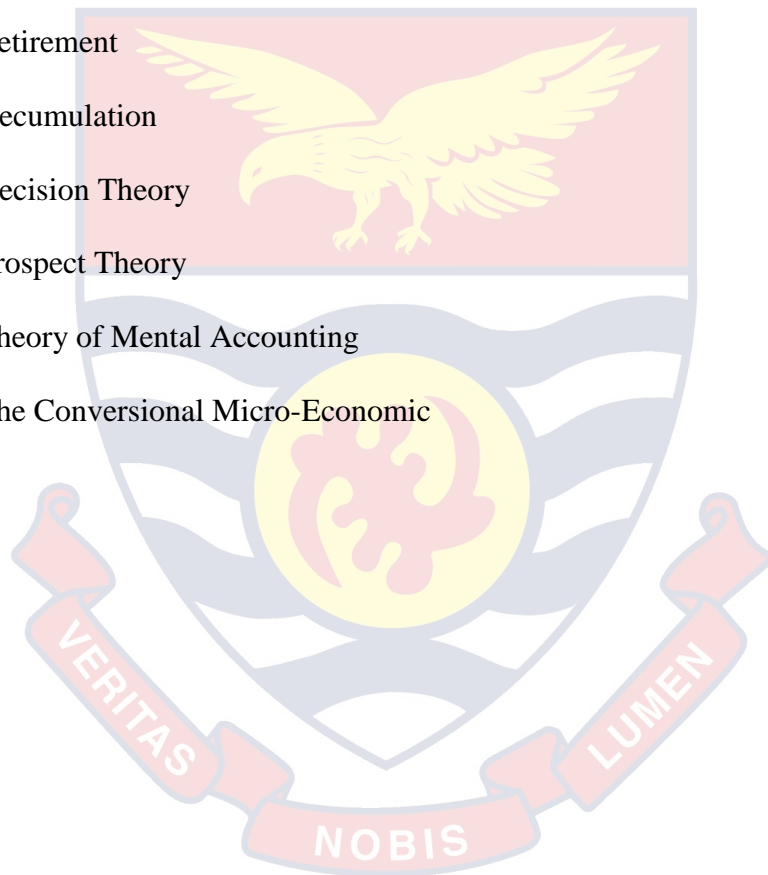 etirement
ecumulation
ecision Theory
rospect Theory
heory of Mental Accounting
he Conversional Micro-Economic
VERITAS
NOBIS
LUMEN